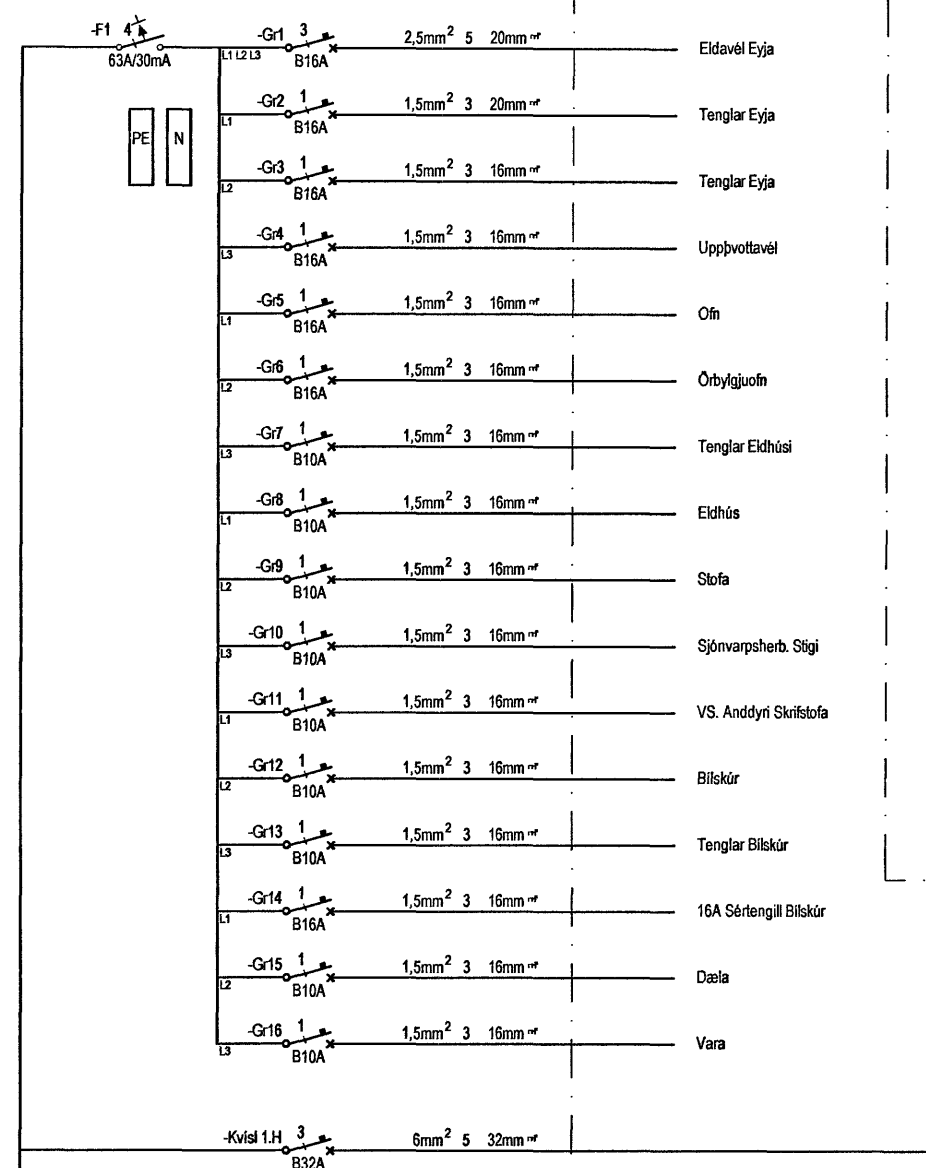 -F1 4
63A/30mA
PE N
L1 L2 L3 -Gr1 3 B16A 2,5mm² 5 20mm Eldavél Eyja
L1 -Gr2 1 B16A 1,5mm² 3 20mm Tenglar Eyja
L2 -Gr3 1 B16A 1,5mm² 3 16mm Tenglar Eyja
L3 -Gr4 1 B16A 1,5mm² 3 16mm Uppþvottavél
L1 -Gr5 1 B16A 1,5mm² 3 16mm Ofn
L2 -Gr6 1 B16A 1,5mm² 3 16mm Örbylgjuofn
L3 -Gr7 1 B10A 1,5mm² 3 16mm Tenglar Eldhúsi
L1 -Gr8 1 B10A 1,5mm² 3 16mm Eldhús
L2 -Gr9 1 B10A 1,5mm² 3 16mm Stofa
L3 -Gr10 1 B10A 1,5mm² 3 16mm Sjónvarpsherb. Stigi
L1 -Gr11 1 B10A 1,5mm² 3 16mm VS. Anddyri Skrifstofa
L2 -Gr12 1 B10A 1,5mm² 3 16mm Bílskúr
L3 -Gr13 1 B10A 1,5mm² 3 16mm Tenglar Bílskúr
L1 -Gr14 1 B16A 1,5mm² 3 16mm 16A Sértengill Bílskúr
L2 -Gr15 1 B10A 1,5mm² 3 16mm Dæla
L3 -Gr16 1 B10A 1,5mm² 3 16mm Vara
-Kvísl 1.H 3 B32A 6mm² 5 32mm